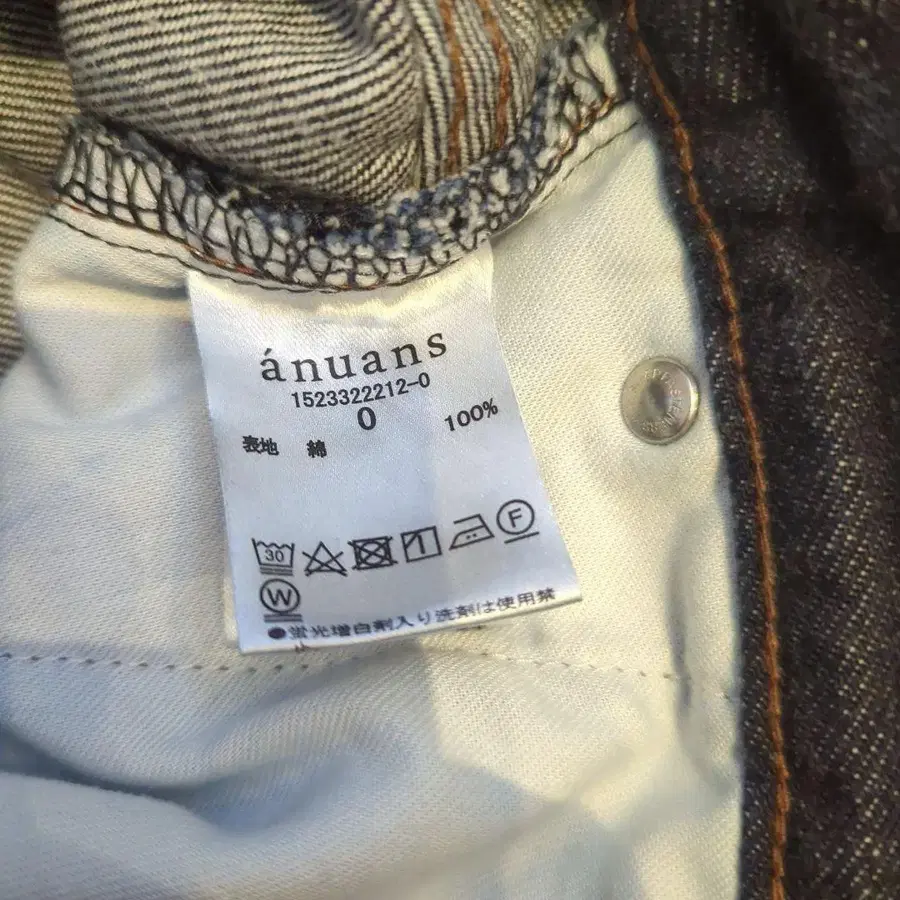 ánuans
1523322212-0
0
表地 綿 100%
30
F
W
●蛍光増白剤入り洗剤は使用禁